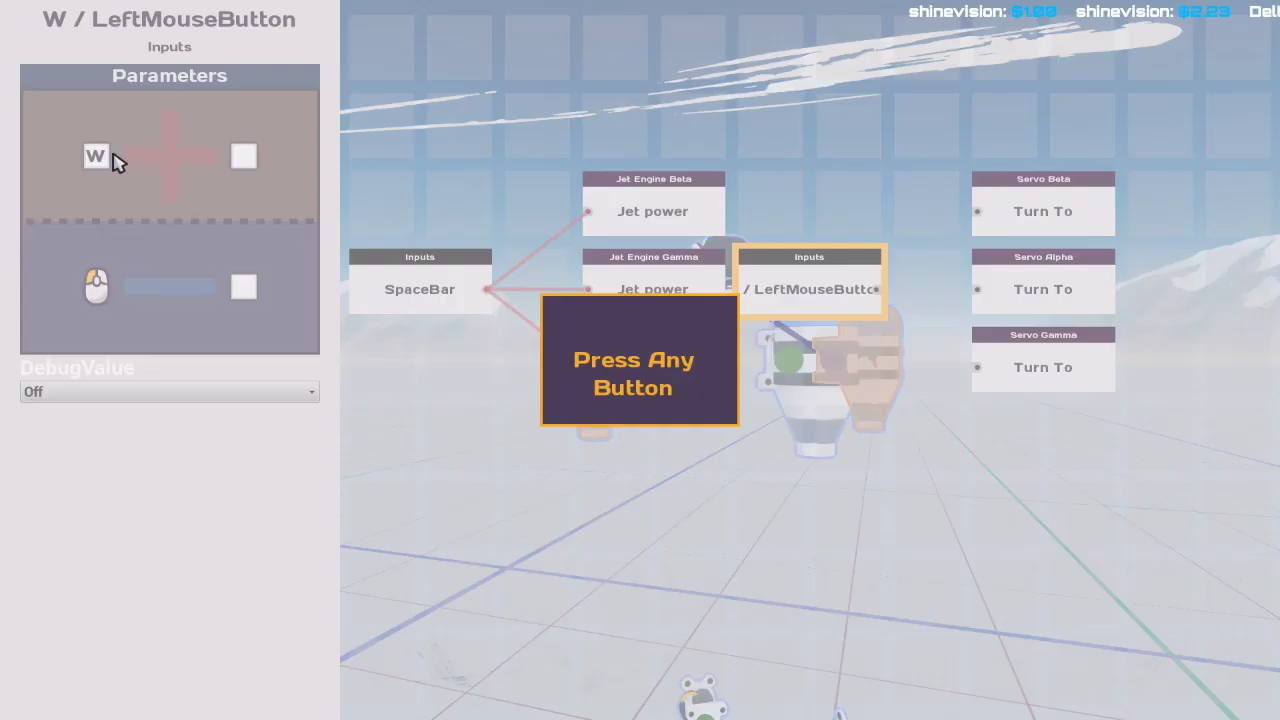 W / LeftMouseButton
Inputs
Parameters
W
DebugValue
Off
shinevision: $1.00 shinevision: $2.23
Jet Engine Beta
Jet power
Servo Beta
Turn To
Inputs
SpaceBar
Jet Engine Gamma
Jet power
Inputs
/ LeftMouseButto
Servo Alpha
Turn To
Servo Gamma
Turn To
Press Any
Button